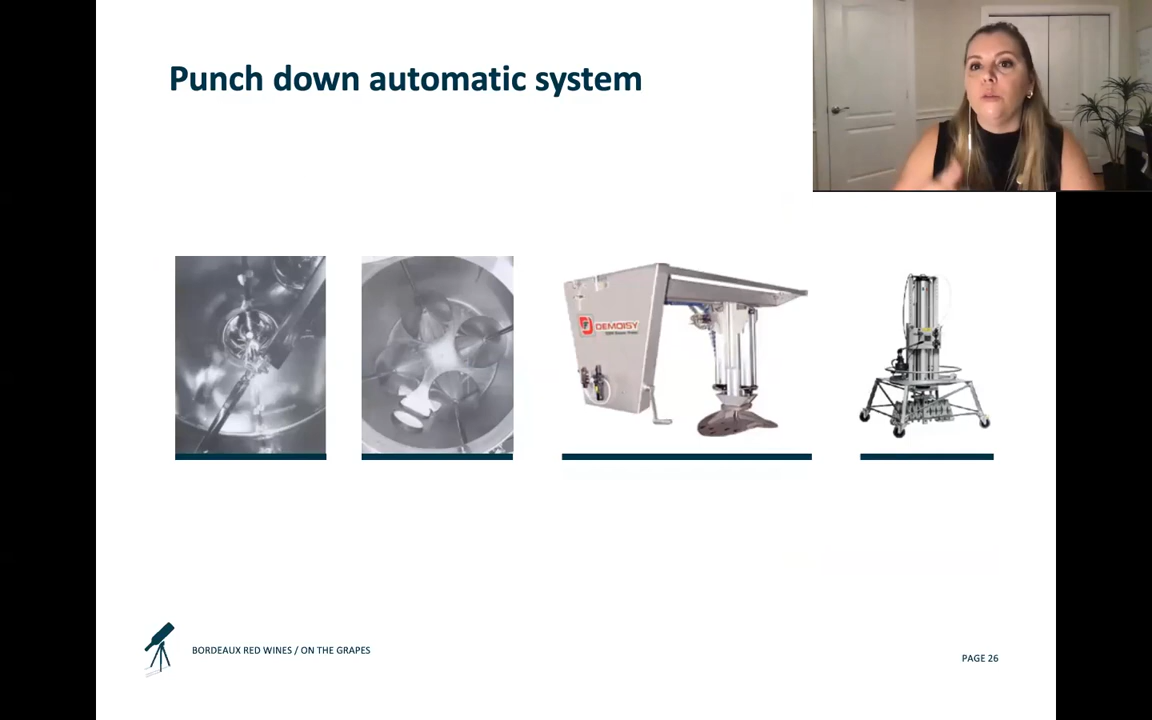 Punch down automatic system
DEMOISY
BORDEAUX RED WINES / ON THE GRAPES
PAGE 26